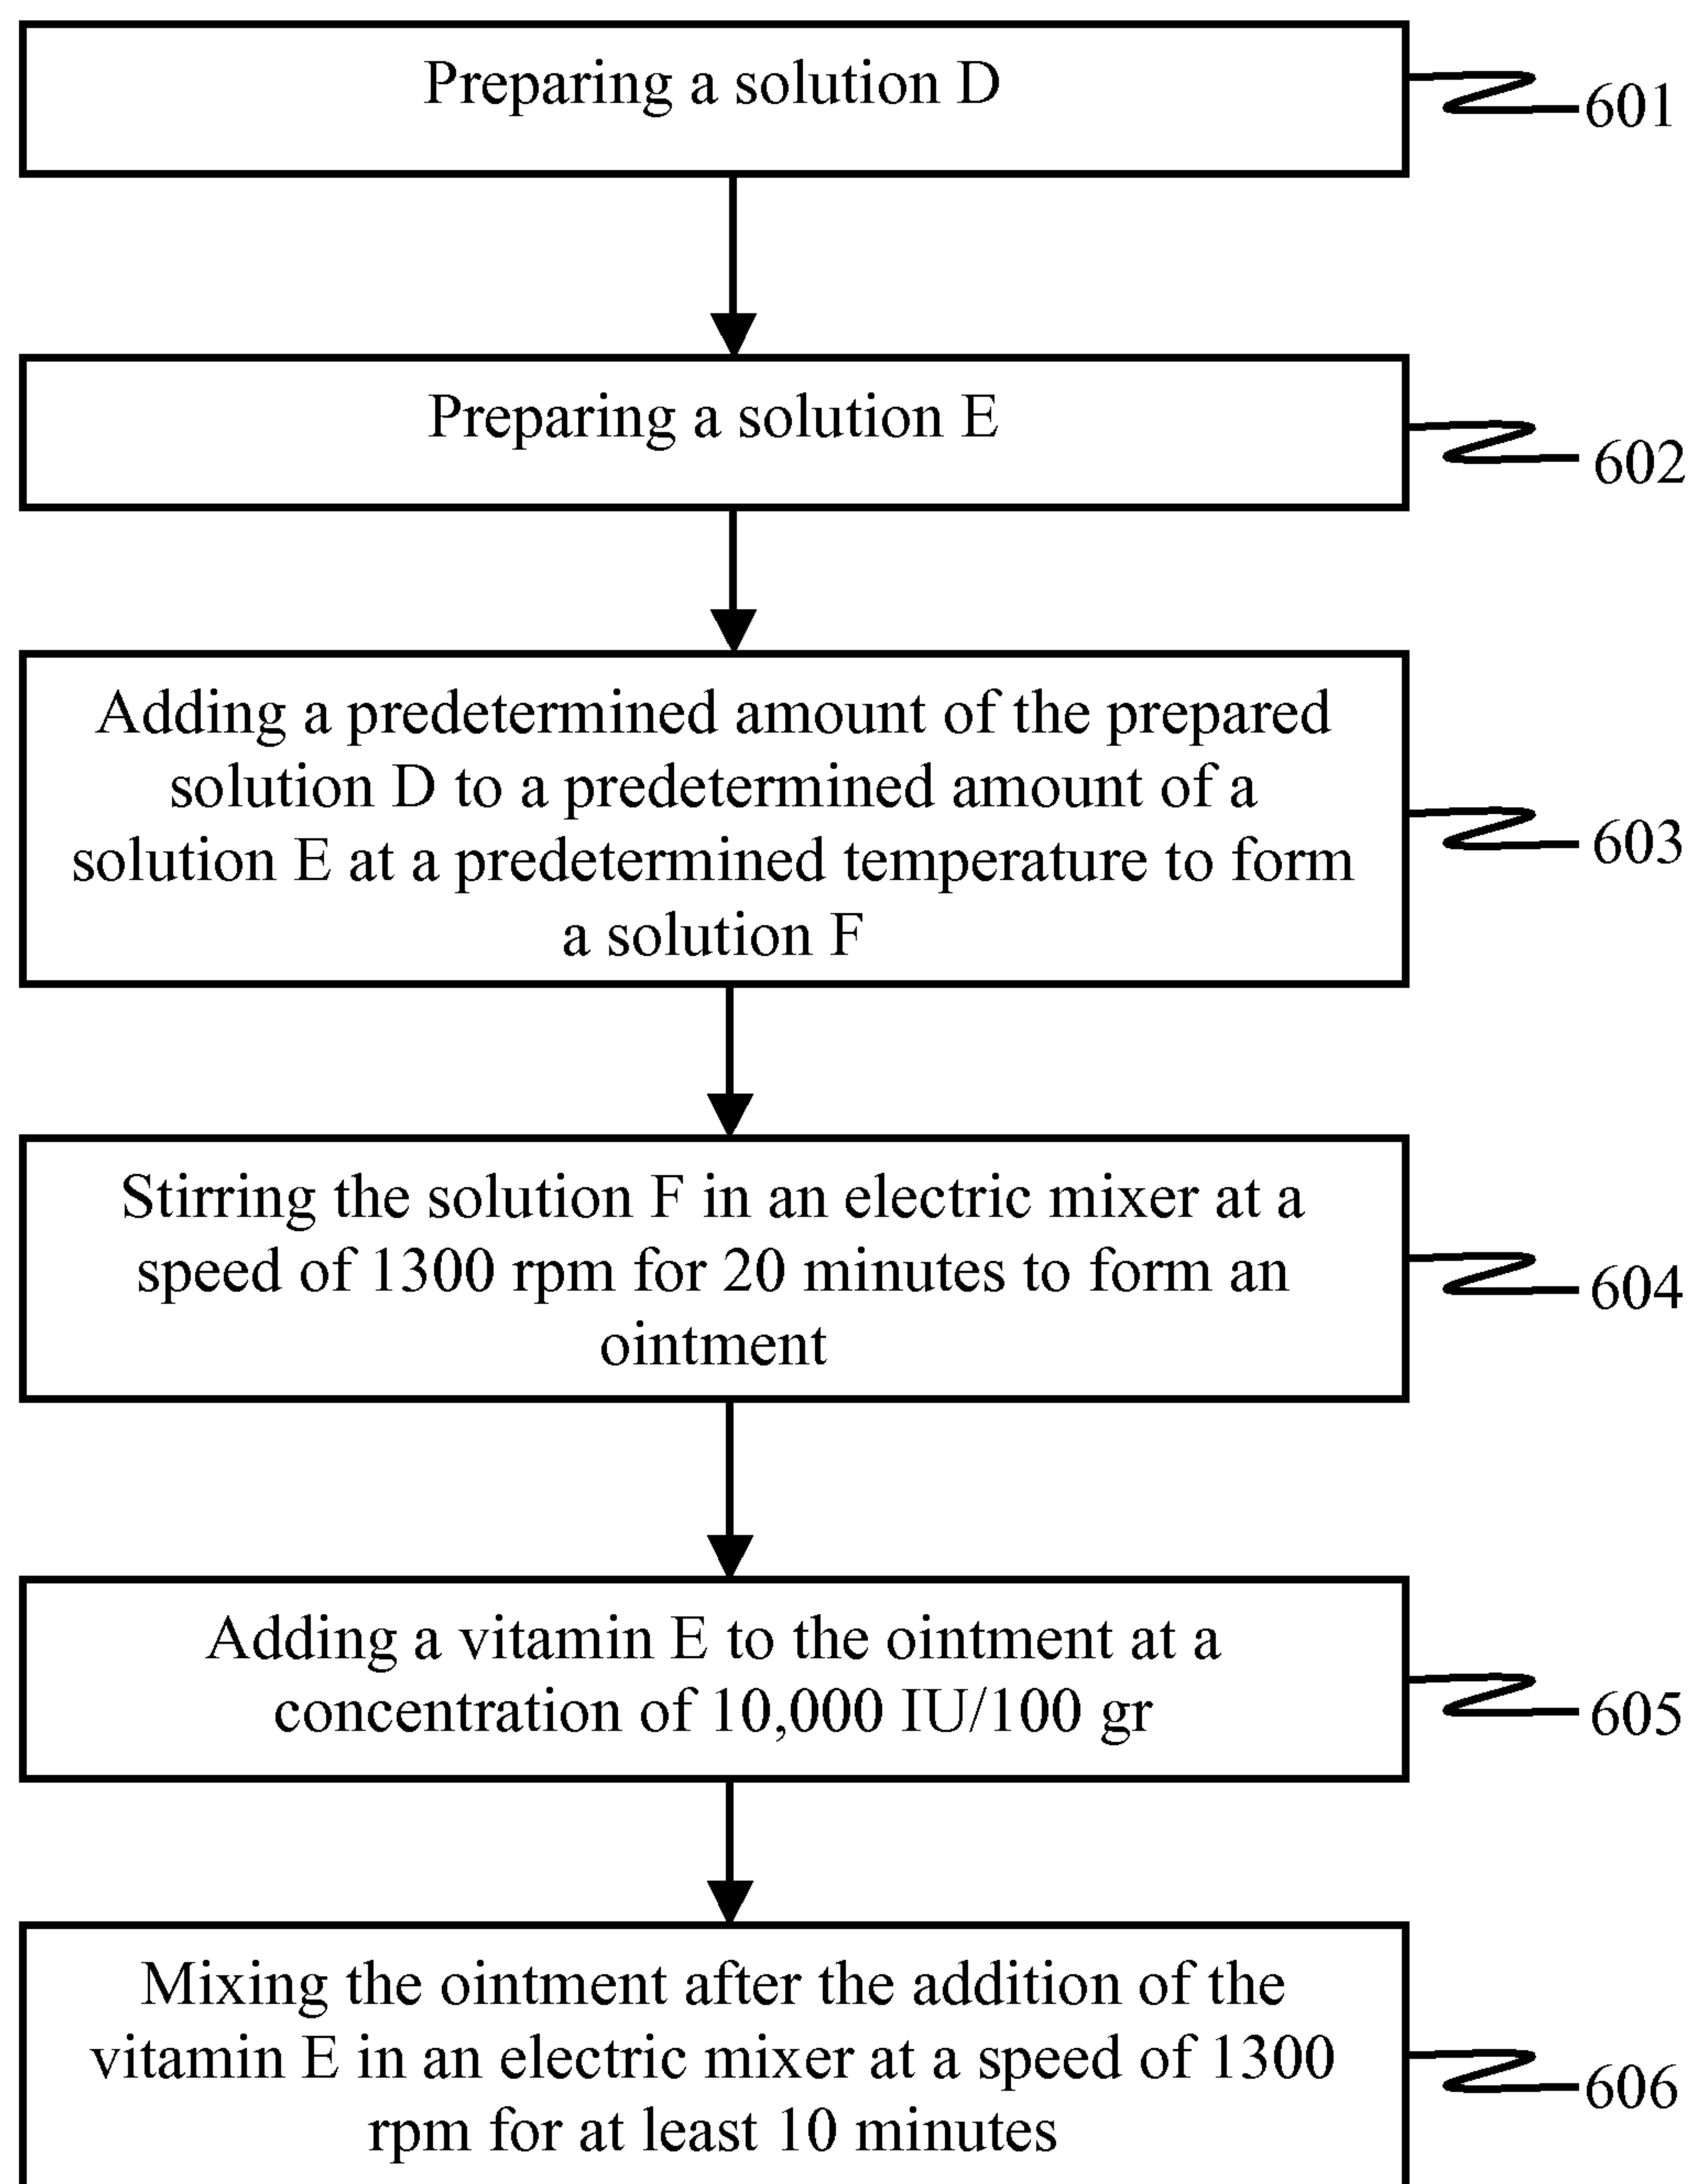 Preparing a solution D
601
Preparing a solution E
602
Adding a predetermined amount of the prepared
solution D to a predetermined amount of a
solution E at a predetermined temperature to form
a solution F
603
Stirring the solution F in an electric mixer at a
speed of 1300 rpm for 20 minutes to form an
ointment
604
Adding a vitamin E to the ointment at a
concentration of 10,000 IU/100 gr
605
Mixing the ointment after the addition of the
vitamin E in an electric mixer at a speed of 1300
rpm for at least 10 minutes
606